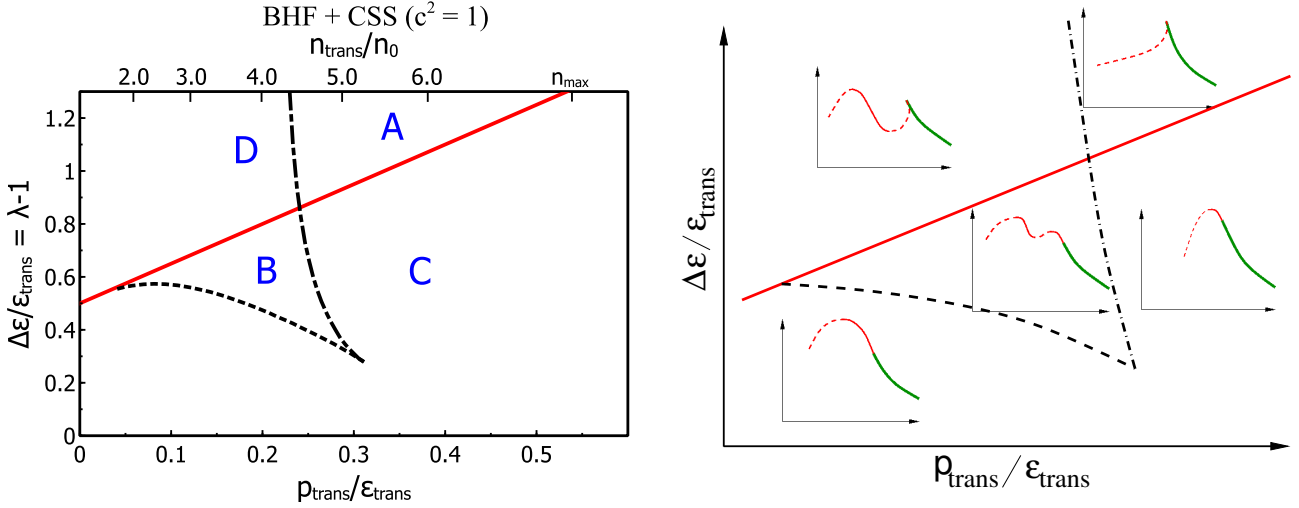 BHF + CSS (c² = 1)
n_trans/n_0
2.0 3.0 4.0 5.0 6.0 n_max
1.2
1
0.8
0.6
0.4
0.2
0
Δε/ε_trans = λ-1
D
A
B
C
0 0.1 0.2 0.3 0.4 0.5
p_trans/ε_trans
Δε/ε_trans
p_trans/ε_trans